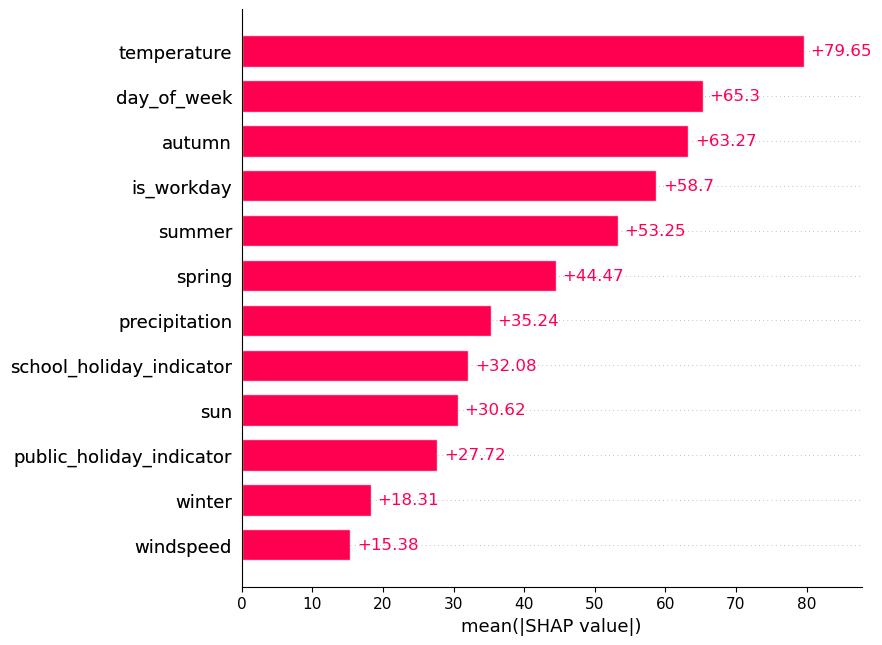 temperature +79.65
day_of_week +65.3
autumn +63.27
is_workday +58.7
summer +53.25
spring +44.47
precipitation +35.24
school_holiday_indicator +32.08
sun +30.62
public_holiday_indicator +27.72
winter +18.31
windspeed +15.38
0 10 20 30 40 50 60 70 80
mean(|SHAP value|)